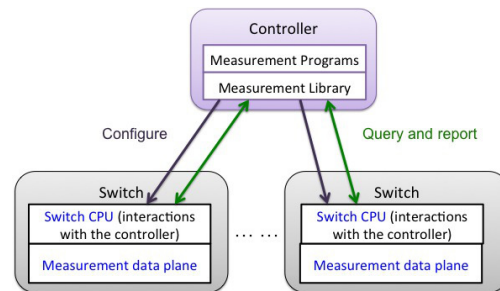 Controller
Measurement Programs
Measurement Library
Configure
Query and report
Switch
Switch CPU (interactions
with the controller)
Measurement data plane
... ...
Switch
Switch CPU (interactions
with the controller)
Measurement data plane